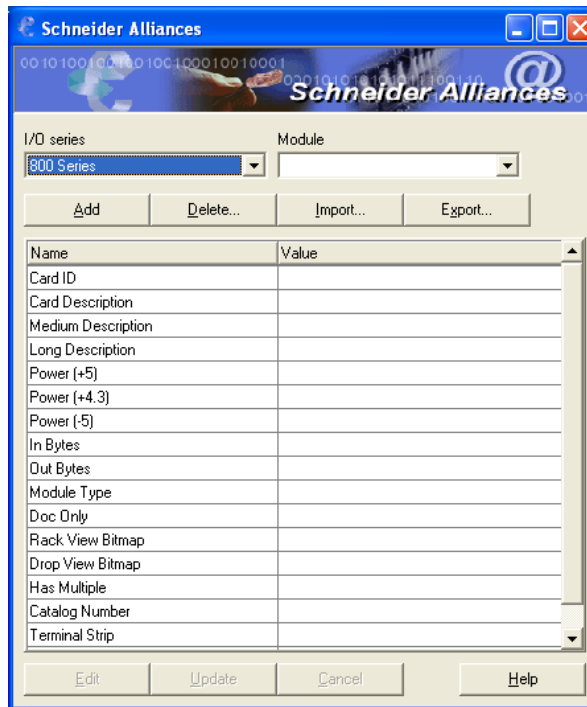 Schneider Alliances
Schneider Alliances
I/O series Module
800 Series
Add Delete... Import... Export...
Name Value
Card ID
Card Description
Medium Description
Long Description
Power (+5)
Power (+4.3)
Power (-5)
In Bytes
Out Bytes
Module Type
Doc Only
Rack View Bitmap
Drop View Bitmap
Has Multiple
Catalog Number
Terminal Strip
Edit Update Cancel Help